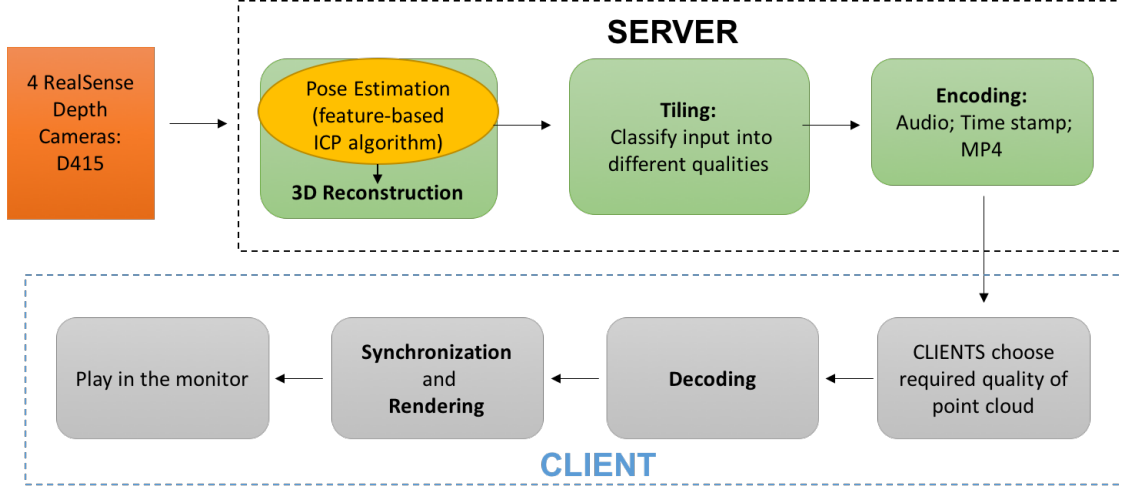 SERVER
4 RealSense
Depth
Cameras:
D415
Pose Estimation
(feature-based
ICP algorithm)
3D Reconstruction
Tiling:
Classify input into
different qualities
Encoding:
Audio; Time stamp;
MP4
Play in the monitor
Synchronization
and
Rendering
Decoding
CLIENTS choose
required quality of
point cloud
CLIENT